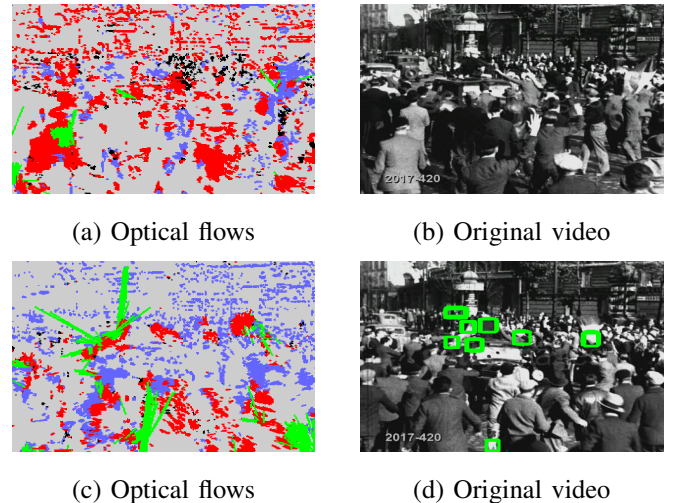 2017-420
(a) Optical flows
(b) Original video
2017-420
(c) Optical flows
(d) Original video